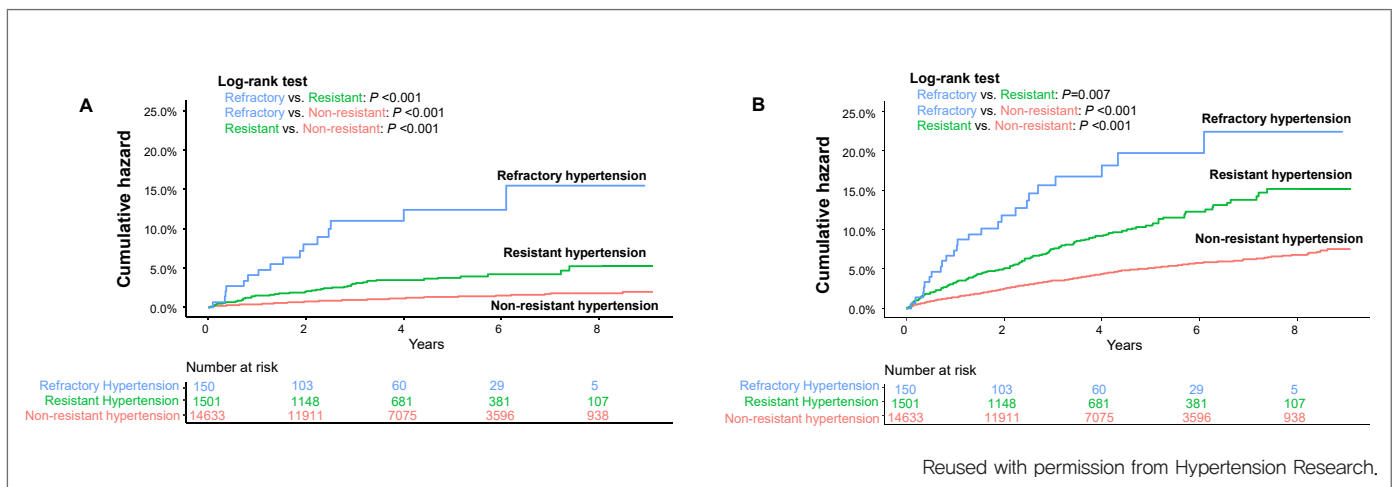 A
Log-rank test
Refractory vs. Resistant: P <0.001
Refractory vs. Non-resistant: P <0.001
Resistant vs. Non-resistant: P <0.001
Cumulative hazard
25.0%
20.0%
15.0%
10.0%
5.0%
0.0%
Refractory hypertension
Resistant hypertension
Non-resistant hypertension
0 2 4 6 8
Years
Number at risk
Refractory Hypertension 150 103 60 29 5
Resistant Hypertension 1501 1148 681 381 107
Non-resistant hypertension 14633 11911 7075 3596 938
B
Log-rank test
Refractory vs. Resistant: P=0.007
Refractory vs. Non-resistant: P <0.001
Resistant vs. Non-resistant: P <0.001
Cumulative hazard
25.0%
20.0%
15.0%
10.0%
5.0%
0.0%
Refractory hypertension
Resistant hypertension
Non-resistant hypertension
0 2 4 6 8
Years
Number at risk
Refractory Hypertension 150 103 60 29 5
Resistant Hypertension 1501 1148 681 381 107
Non-resistant hypertension 14633 11911 7075 3596 938
Reused with permission from Hypertension Research.